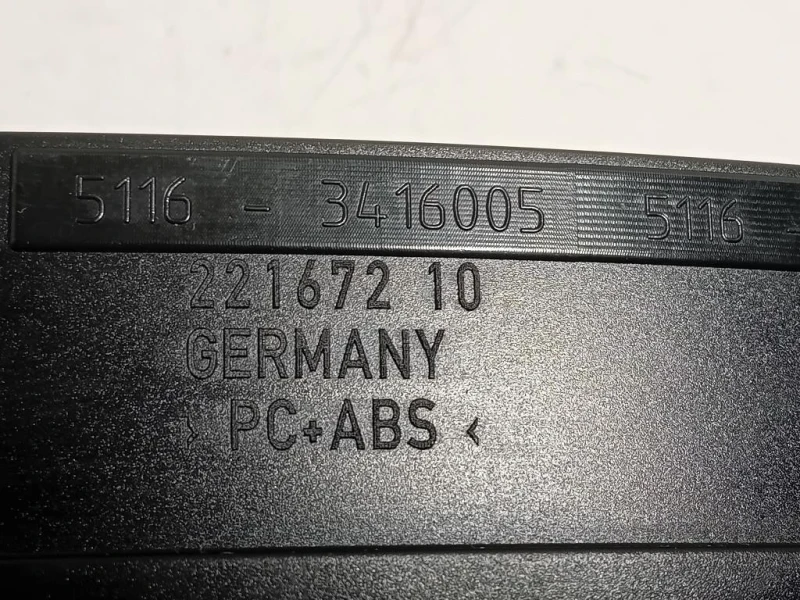 5116 - 3416005 5116 -
221672 10
GERMANY
> PC+ABS <